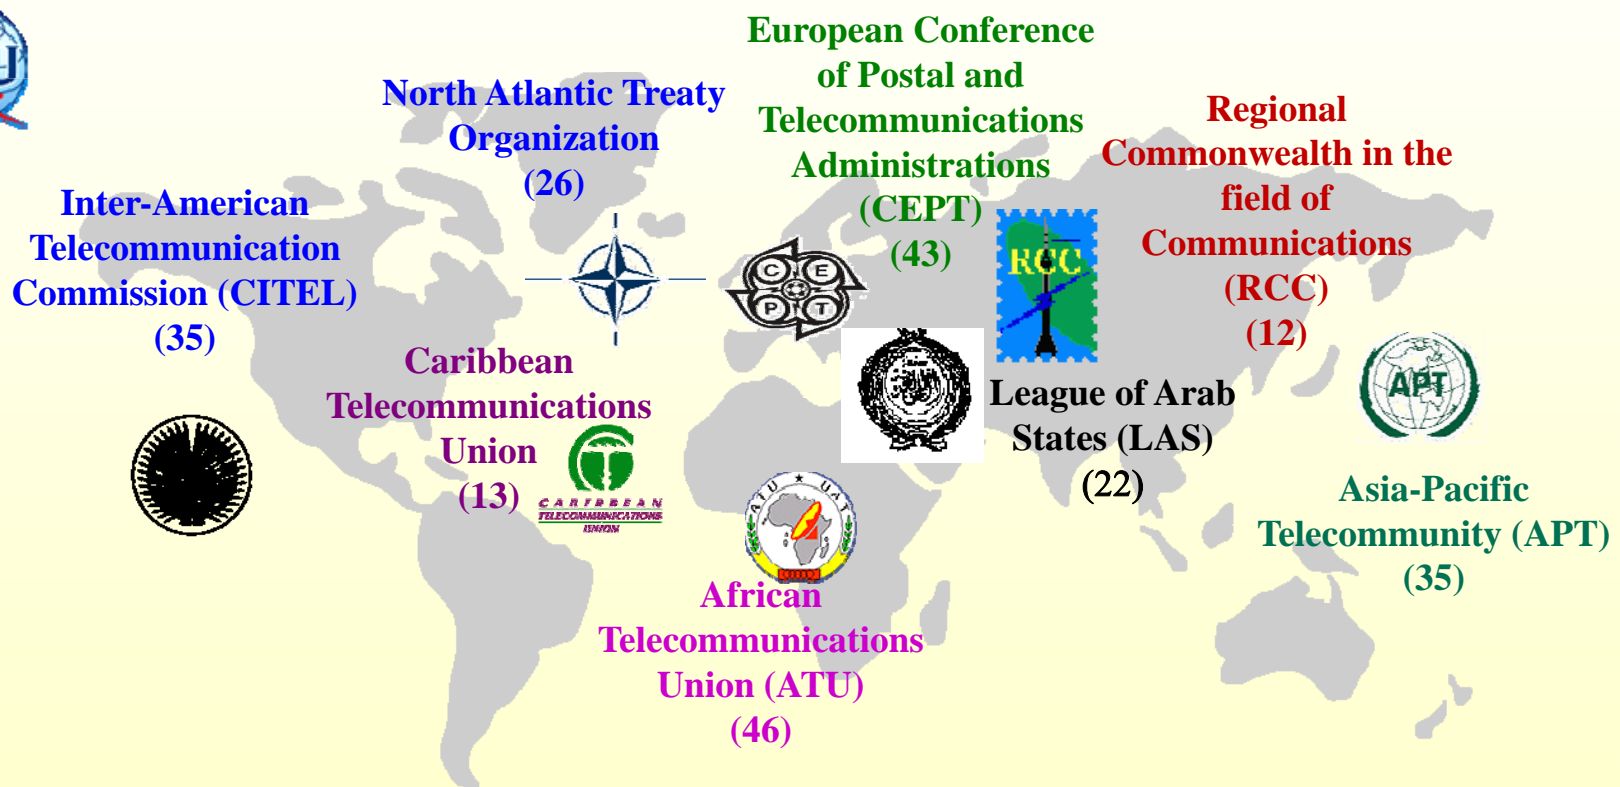 European Conference
of Postal and
Telecommunications
Administrations
(CEPT)
(43)
North Atlantic Treaty
Organization
(26)
Regional
Commonwealth in the
field of
Communications
(RCC)
(12)
Inter-American
Telecommunication
Commission (CITEL)
(35)
C E
P T
RCC
Caribbean
Telecommunications
Union
(13)
CARIBBEAN
TELECOMMUNICATIONS
UNION
League of Arab
States (LAS)
(22)
APT
Asia-Pacific
Telecommunity (APT)
(35)
ATU ★ UAT
African
Telecommunications
Union (ATU)
(46)